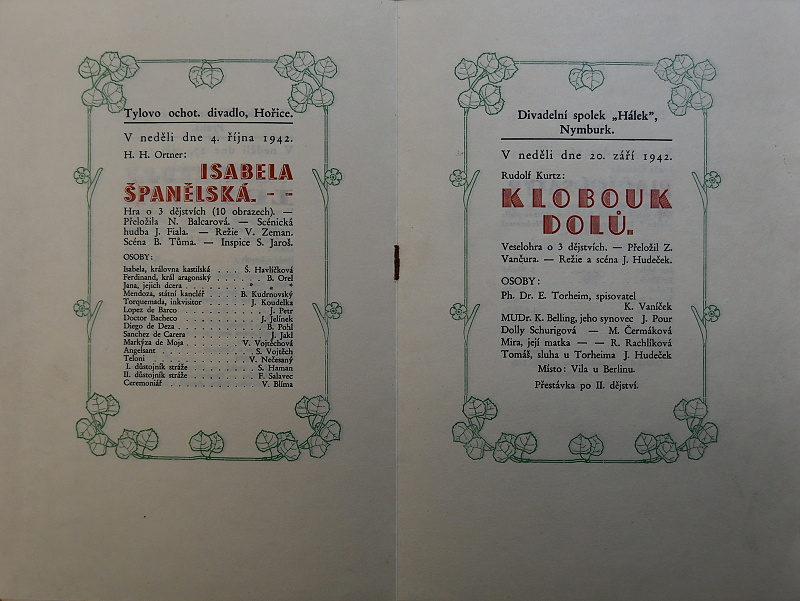 Tylovo ochot. divadlo, Hořice.
V neděli dne 4. října 1942.
H. H. Ortner:
ISABELA
ŠPANĚLSKÁ. - -
Hra o 3 dějstvích (10 obrazech). —
Přeložila N. Balcarová. — Scénická
hudba J. Fiala. — Režie V. Zeman.
Scéna B. Tůma. — Inspice S. Jaroš.
OSOBY:
Isabela, královna kastilská . . . Š. Havlíčková
Ferdinand, král aragonský . . . . . B. Orel
Jana, jejich dcera . . . . . . . * * *
Mendoza, státní kancléř . . . B. Kudrnovský
Torquemada, inkvisitor . . . . J. Koudelka
Lopez de Barco . . . . . . . . J. Petr
Doctor Bacheco . . . . . . . J. Jelínek
Diego de Deza . . . . . . . . B. Pohl
Sanchez de Carera . . . . . . . J. Jakl
Markýza de Moja . . . . . V. Vojtěchová
Angelsant . . . . . . . . . S. Vojtěch
Teloni . . . . . . . . . . V. Nečesaný
I. důstojník stráže . . . . . . S. Haman
II. důstojník stráže . . . . . . F. Salavec
Ceremoniář . . . . . . . . . V. Blíma
Divadelní spolek „Hálek",
Nymburk.
V neděli dne 20. září 1942.
Rudolf Kurtz:
KLOBOUK
DOLŮ.
Veselohra o 3 dějstvích. — Přeložil Z.
Vančura. — Režie a scéna J. Hudeček.
OSOBY:
Ph. Dr. E. Torheim, spisovatel
K. Vaníček
MUDr. K. Belling, jeho synovec J. Pour
Dolly Schurigová — M. Čermáková
Mira, její matka — — R. Rachlíková
Tomáš, sluha u Torheima J. Hudeček
Místo: Vila u Berlinu.
Přestávka po II. dějství.